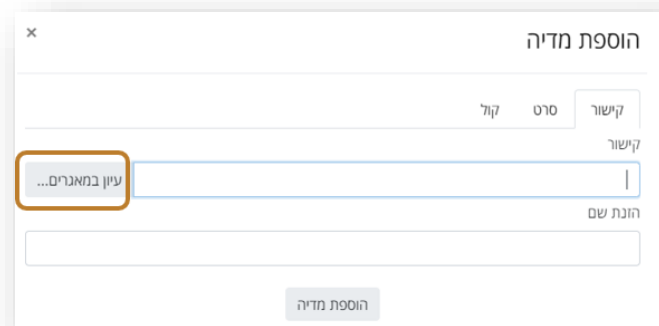 הוספת מדיה ×
קישור סרט קול
קישור
עיון במאגרים...
הזנת שם
הוספת מדיה